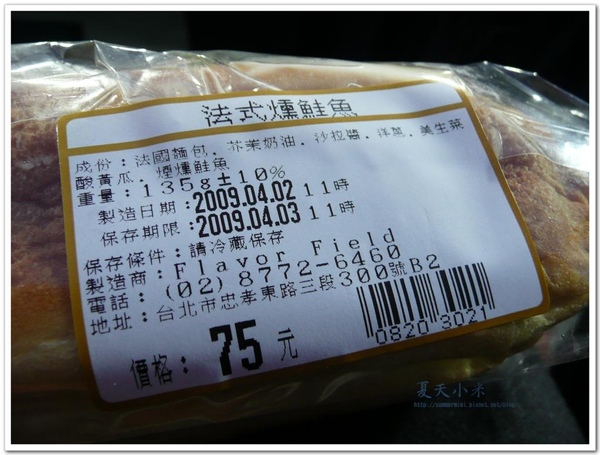 法式燻鮭魚
成份：法國麵包．芥茉奶油．沙拉醬．洋蔥．美生菜
酸黃瓜 煙燻鮭魚
重量：135g±10%
製造日期：2009.04.02 11時
保存期限：2009.04.03 11時
保存條件：請冷藏保存
製造商：Flavor Field
電話：(02) 8772-6460
地址：台北市忠孝東路三段300號B2
0820 3021
價格：75 元
夏天小米